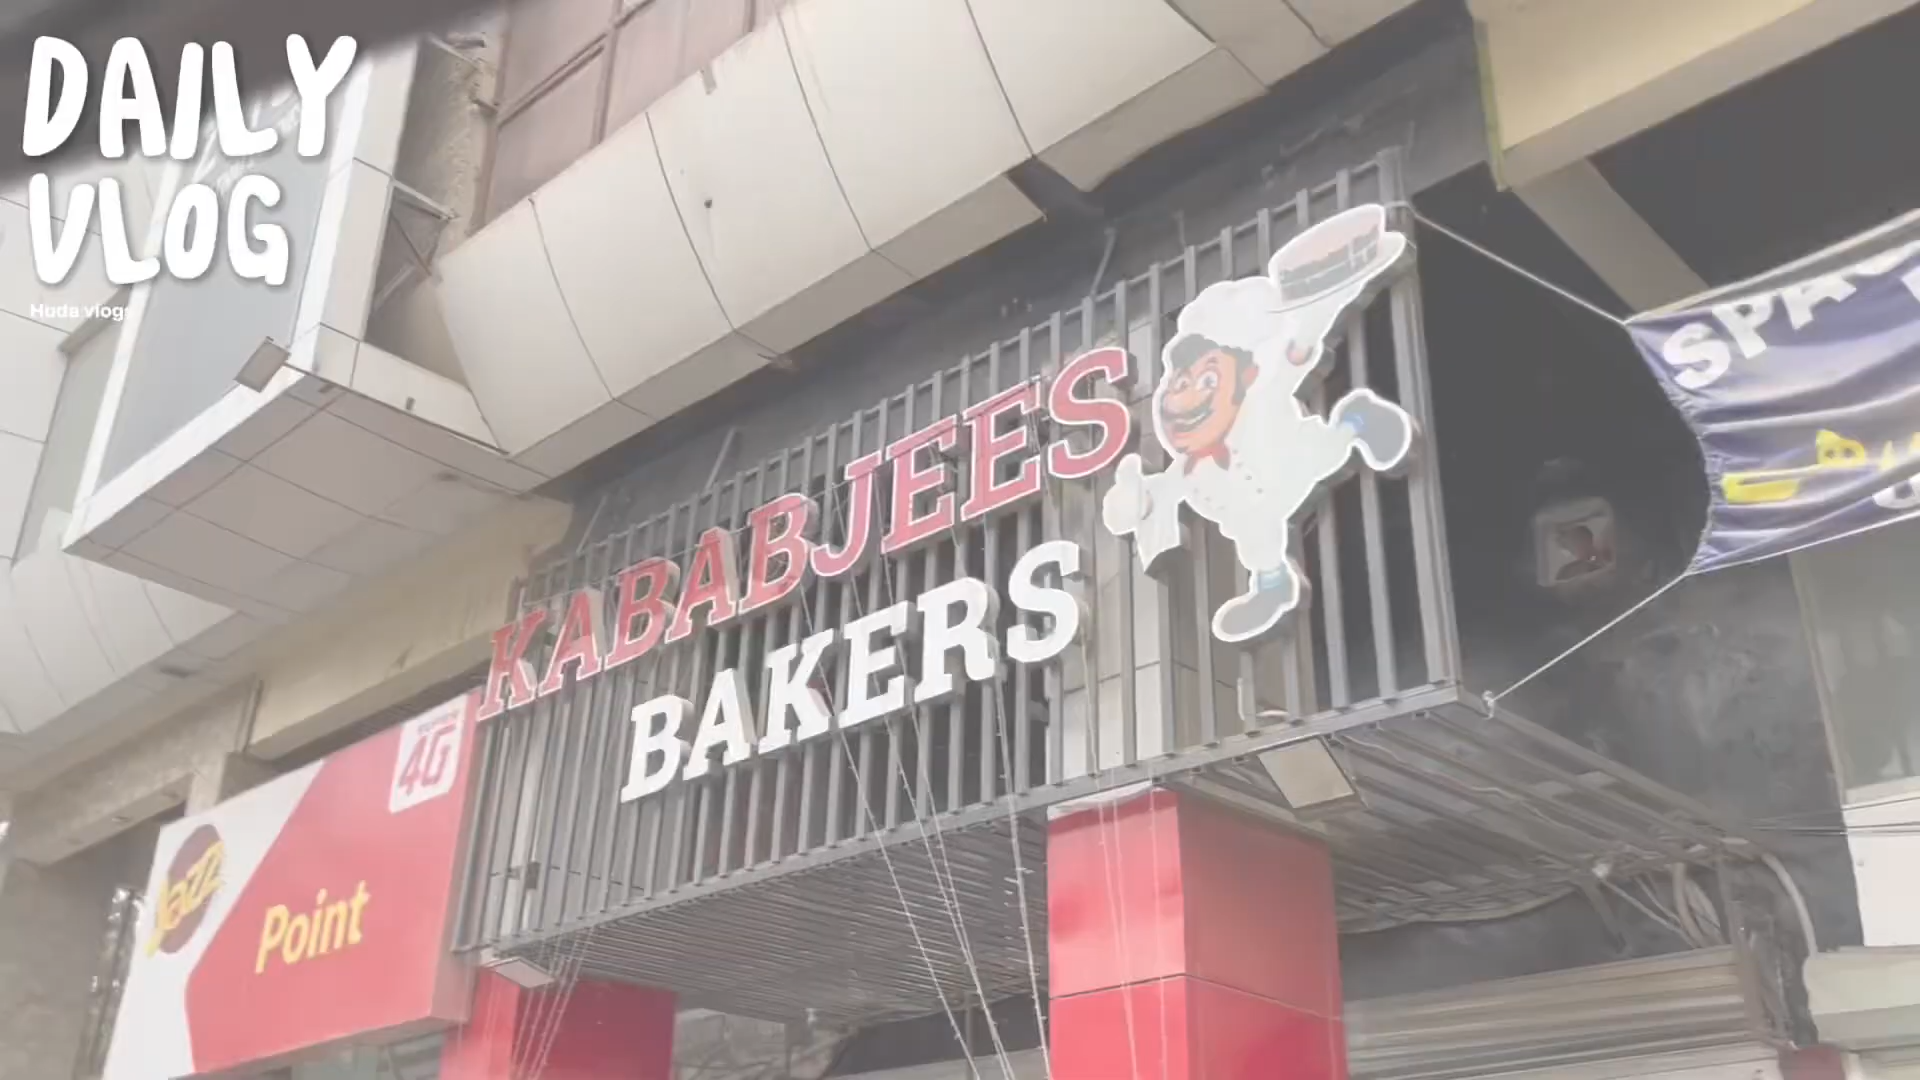 DAILY
VLOG
Huda vlogs
KABABJEES
BAKERS
4G
Jazz
Point